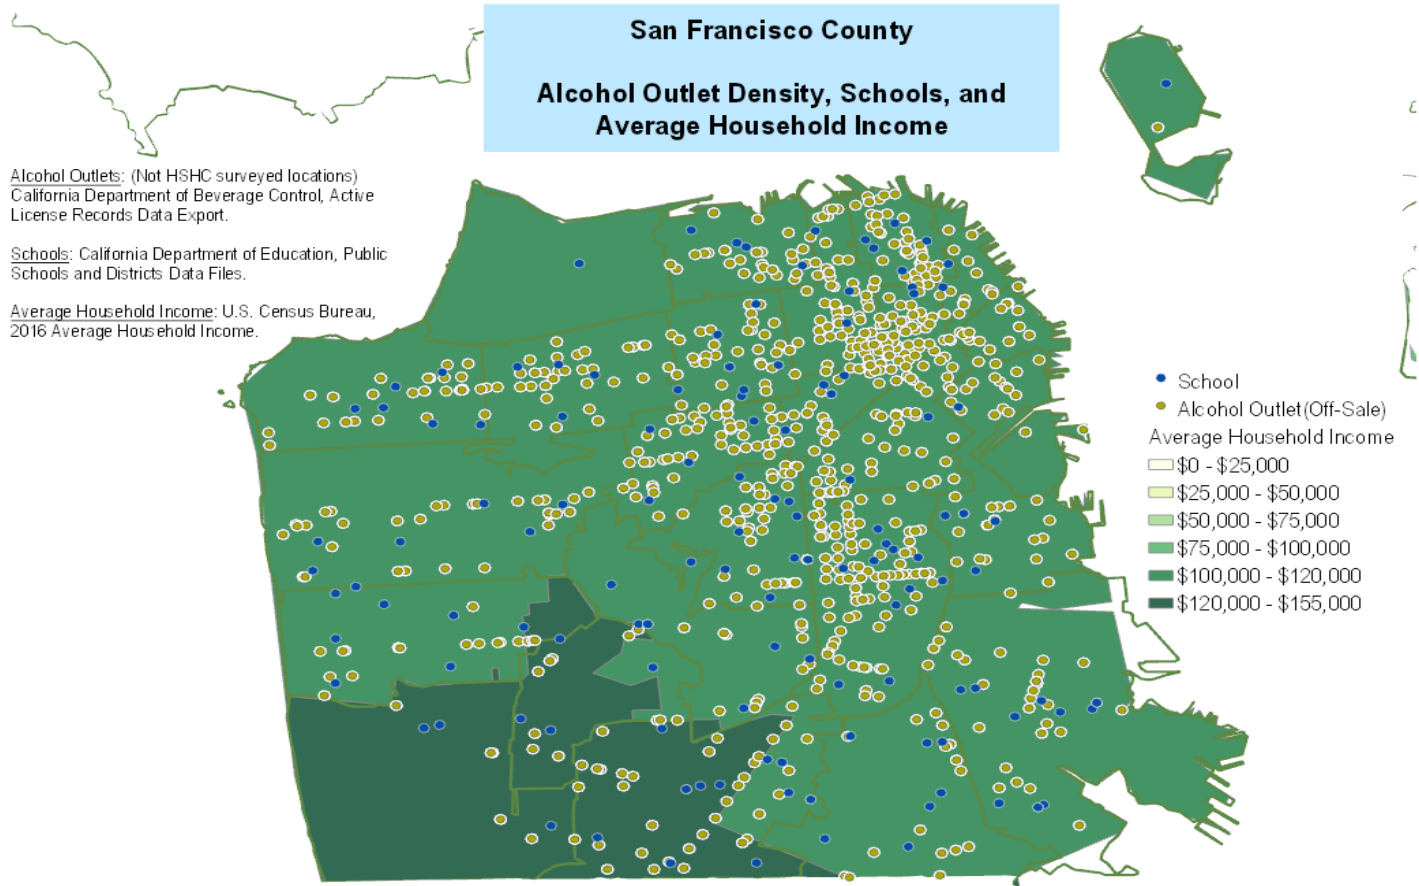 San Francisco County
Alcohol Outlet Density, Schools, and
Average Household Income
Alcohol Outlets: (Not HSHC surveyed locations)
California Department of Beverage Control, Active
License Records Data Export.
Schools: California Department of Education, Public
Schools and Districts Data Files.
Average Household Income: U.S. Census Bureau,
2016 Average Household Income.
School
Alcohol Outlet(Off-Sale)
Average Household Income
$0 - $25,000
$25,000 - $50,000
$50,000 - $75,000
$75,000 - $100,000
$100,000 - $120,000
$120,000 - $155,000